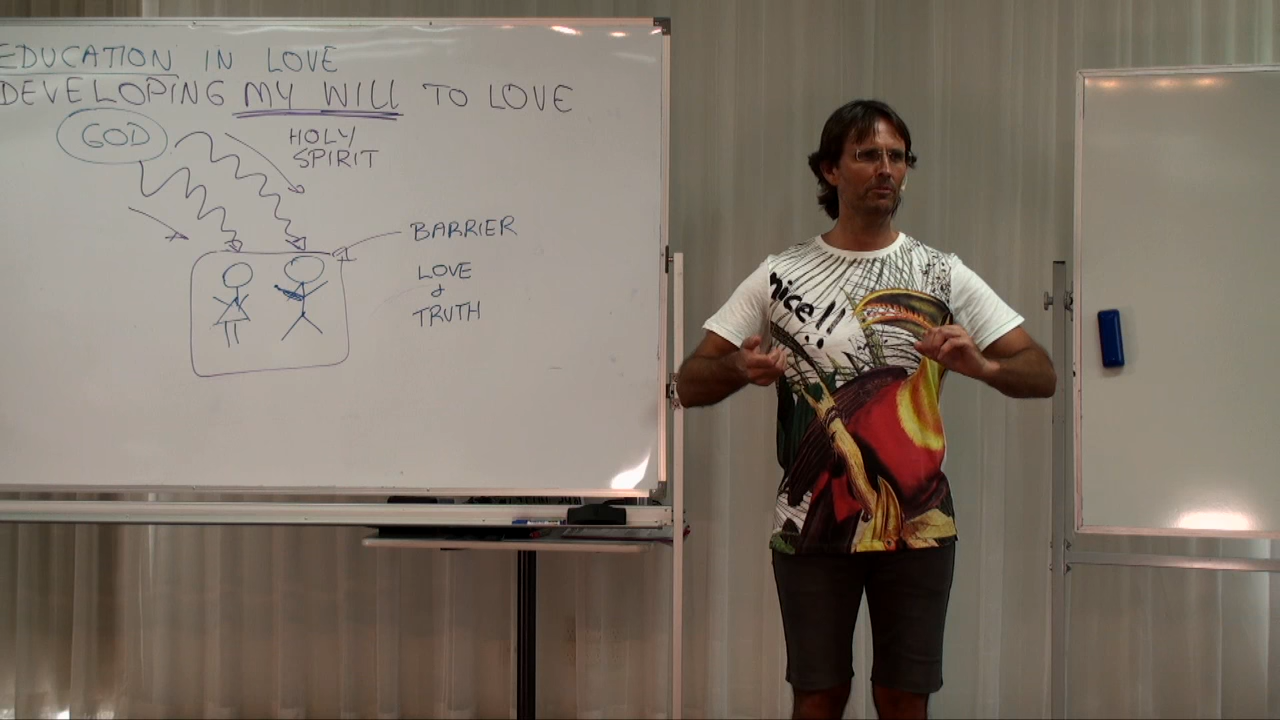 EDUCATION IN LOVE
DEVELOPING MY WILL TO LOVE
GOD
HOLY
SPIRIT
BARRIER
LOVE
&
TRUTH
nice!!